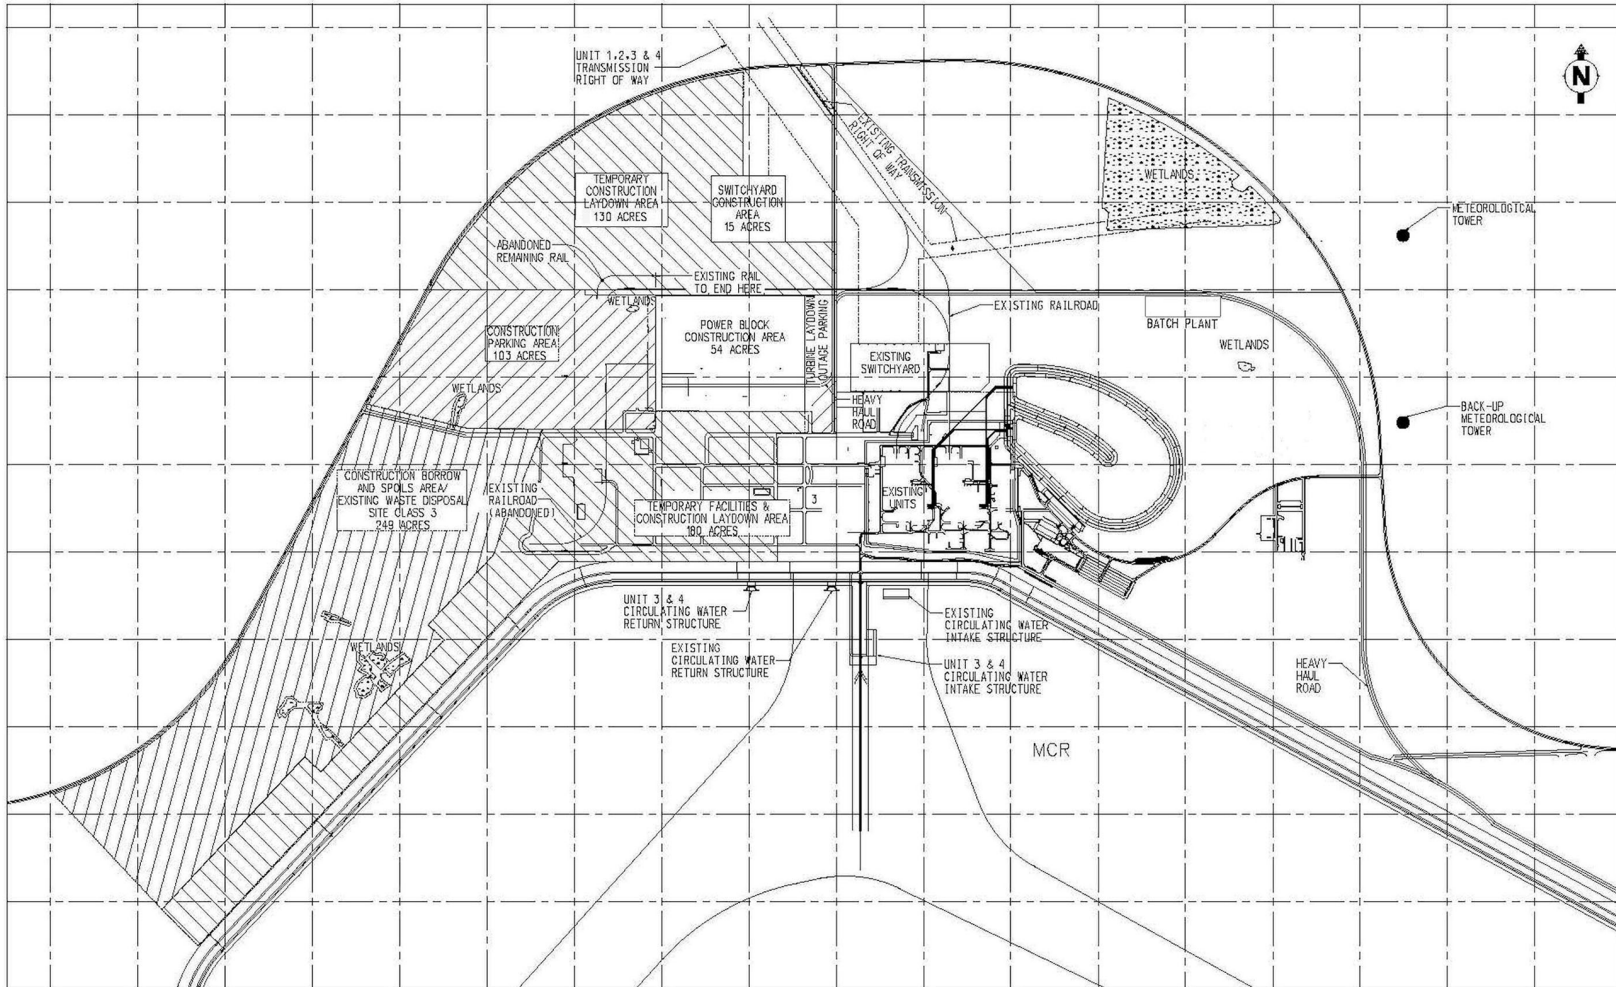 UNIT 1,2,3 & 4
TRANSMISSION
RIGHT OF WAY
N
EXISTING TRANSMISSION
RIGHT OF WAY
WETLANDS
TEMPORARY
CONSTRUCTION
LAYDOWN AREA
130 ACRES
SWITCHYARD
CONSTRUCTION
AREA
15 ACRES
METEOROLOGICAL
TOWER
ABANDONED
REMAINING RAIL
EXISTING RAIL
TO END HERE
WETLANDS
EXISTING RAILROAD
BATCH PLANT
CONSTRUCTION
PARKING AREA
103 ACRES
POWER BLOCK
CONSTRUCTION AREA
54 ACRES
TURBINE LAYDOWN
OUTAGE PARKING
EXISTING
SWITCHYARD
WETLANDS
WETLANDS
HEAVY
HAUL
ROAD
BACK-UP
METEOROLOGICAL
TOWER
CONSTRUCTION BORROW
AND SPOILS AREA/
EXISTING WASTE DISPOSAL
SITE CLASS 3
249 ACRES
EXISTING
RAILROAD
(ABANDONED)
TEMPORARY FACILITIES &
CONSTRUCTION LAYDOWN AREA
180 ACRES
3
EXISTING
UNITS
UNIT 3 & 4
CIRCULATING WATER
RETURN STRUCTURE
EXISTING
CIRCULATING WATER
INTAKE STRUCTURE
WETLANDS
EXISTING
CIRCULATING WATER
RETURN STRUCTURE
UNIT 3 & 4
CIRCULATING WATER
INTAKE STRUCTURE
HEAVY
HAUL
ROAD
MCR